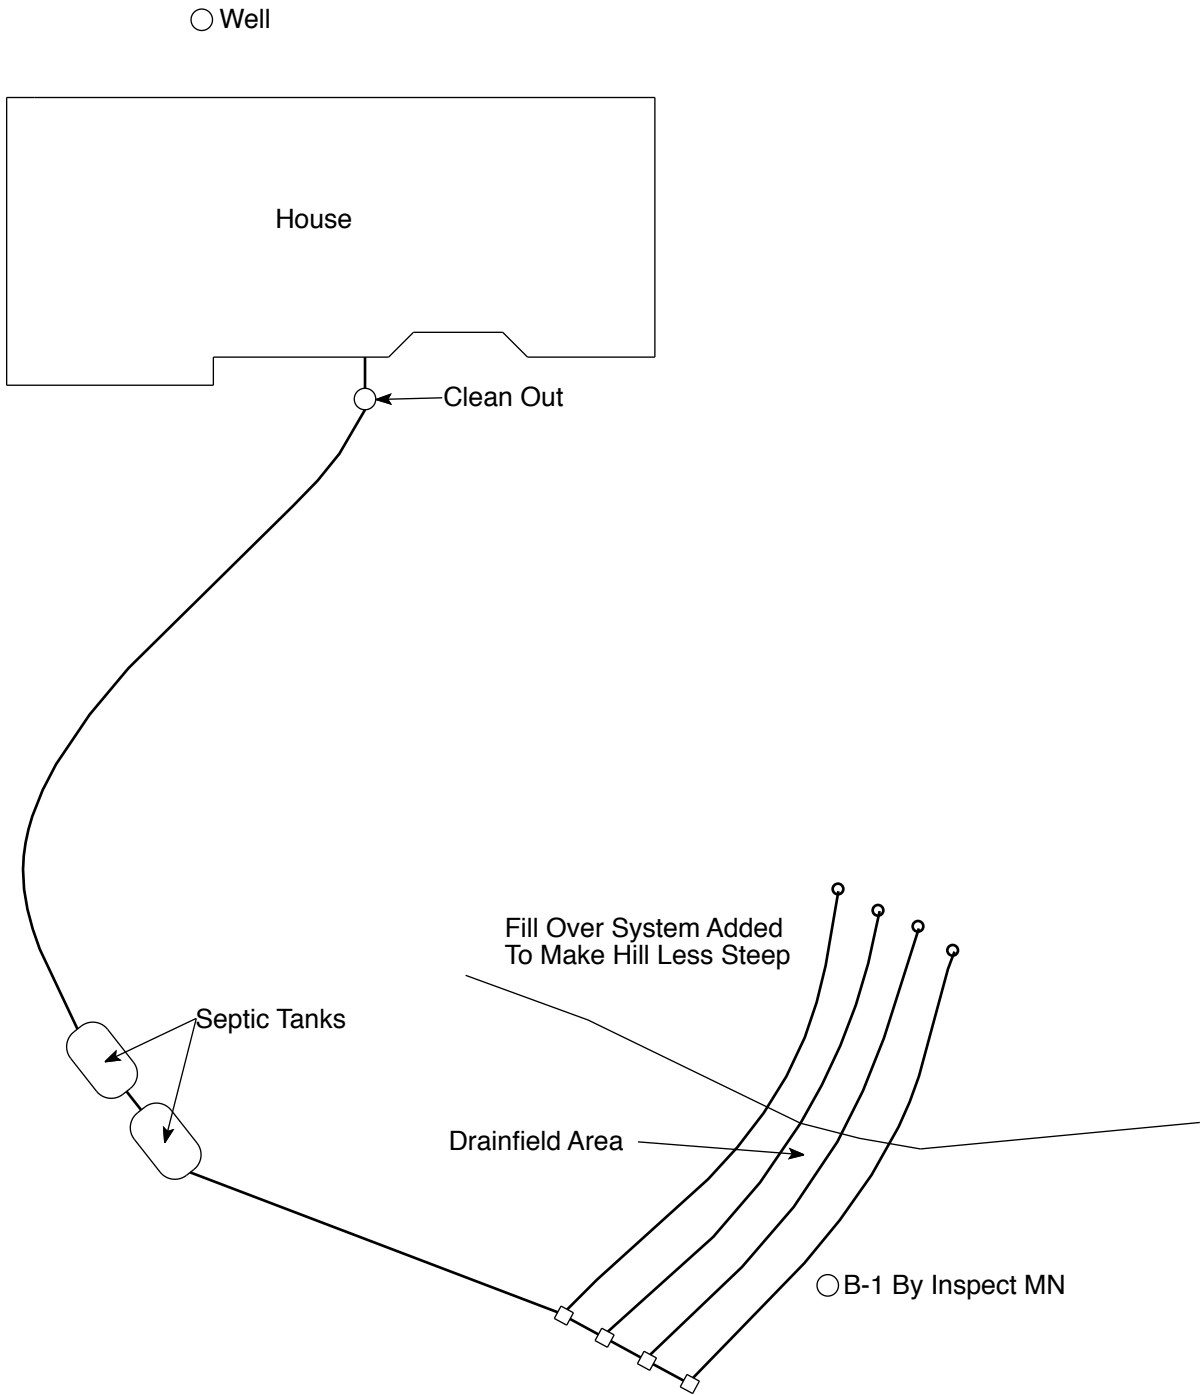 Well
House
Clean Out
Fill Over System Added
To Make Hill Less Steep
Septic Tanks
Drainfield Area
B-1 By Inspect MN